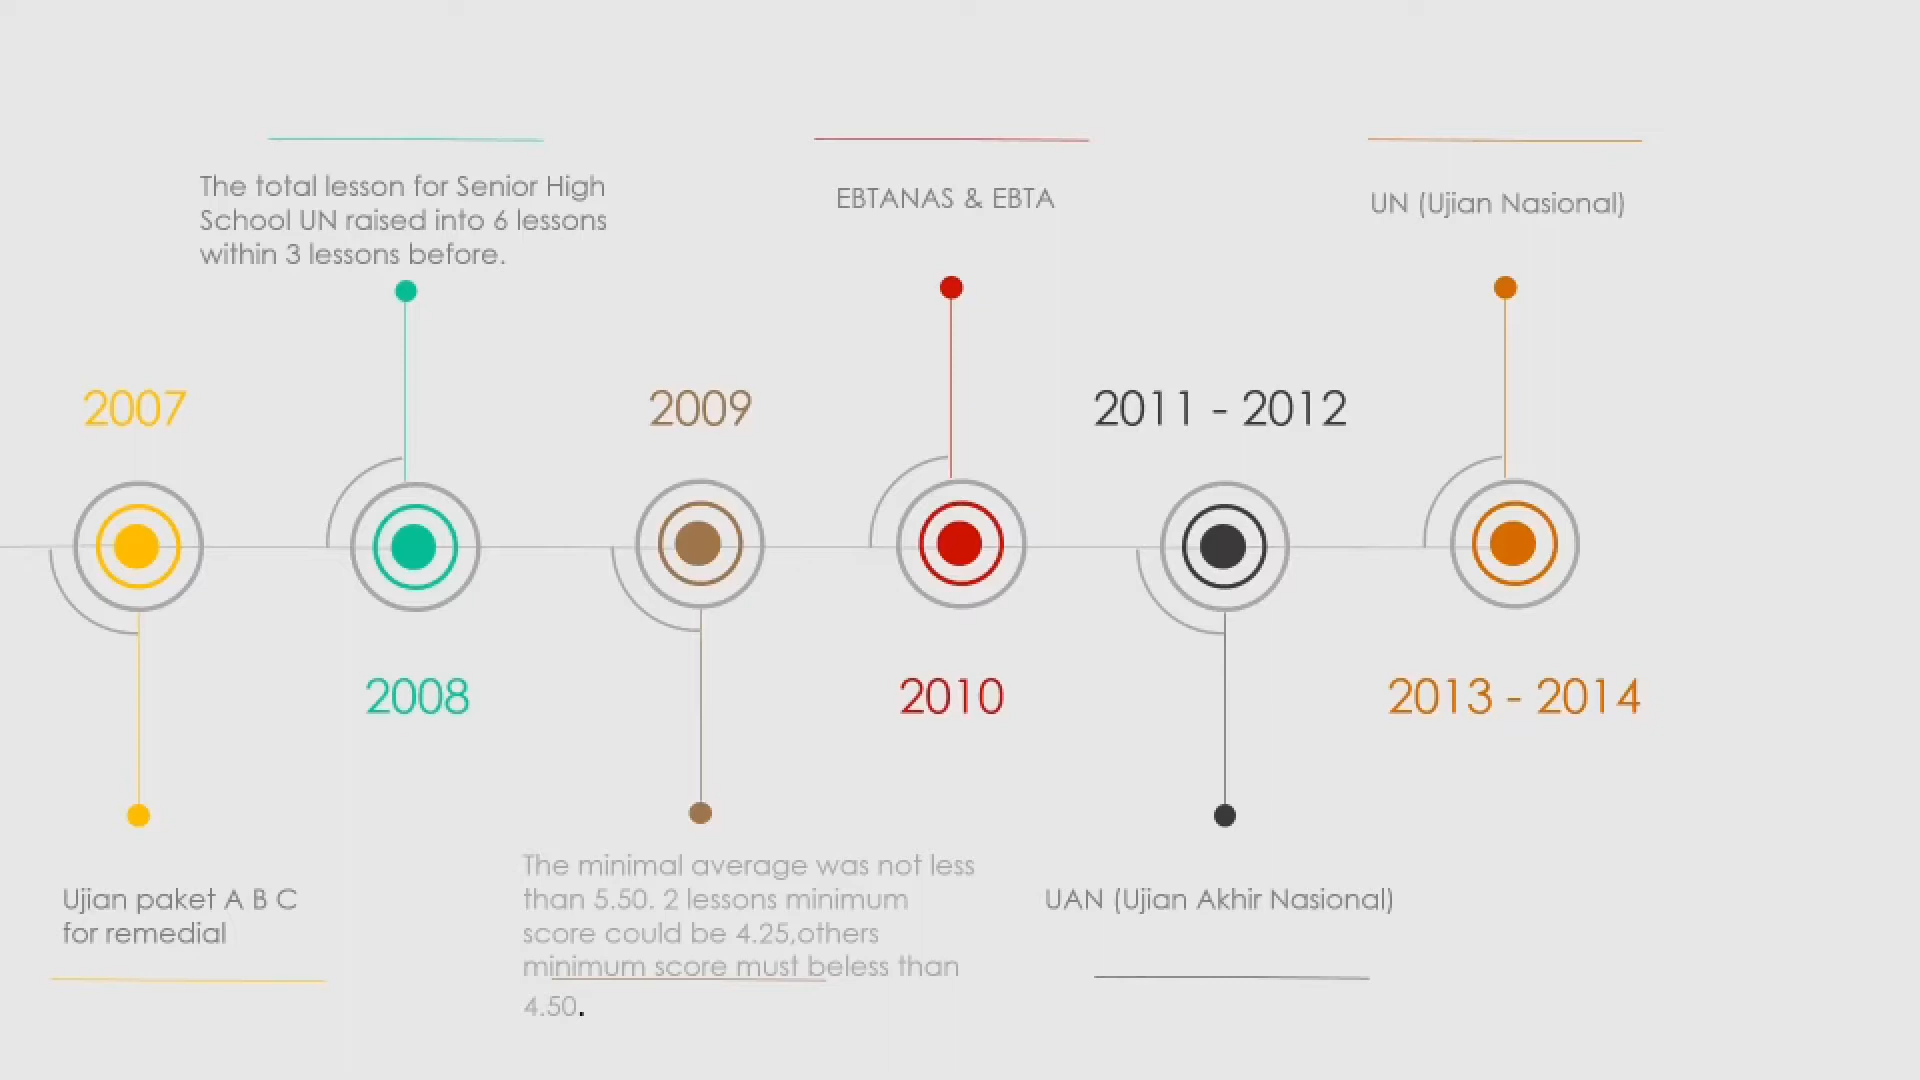 The total lesson for Senior High
School UN raised into 6 lessons
within 3 lessons before.
EBTANAS & EBTA
UN (Ujian Nasional)
2007
2009
2011 - 2012
2008
2010
2013 - 2014
Ujian paket A B C
for remedial
The minimal average was not less
than 5.50. 2 lessons minimum
score could be 4.25,others
minimum score must beless than
4.50.
UAN (Ujian Akhir Nasional)